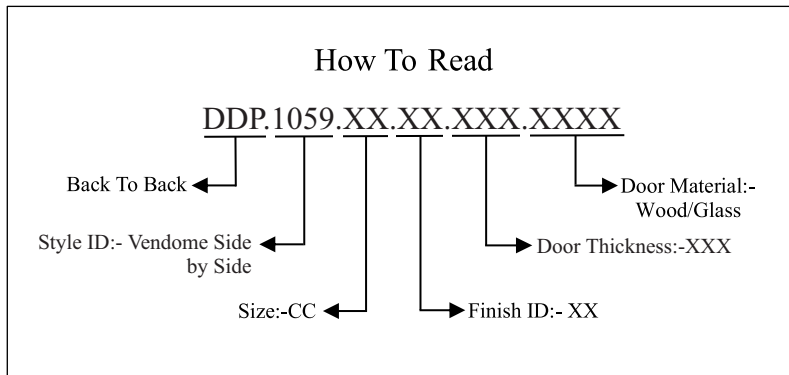 How To Read
DDP.1059.XX.XX.XXX.XXXX
Back To Back
Door Material:-
Wood/Glass
Style ID:- Vendome Side
by Side
Door Thickness:-XXX
Size:-CC
Finish ID:- XX